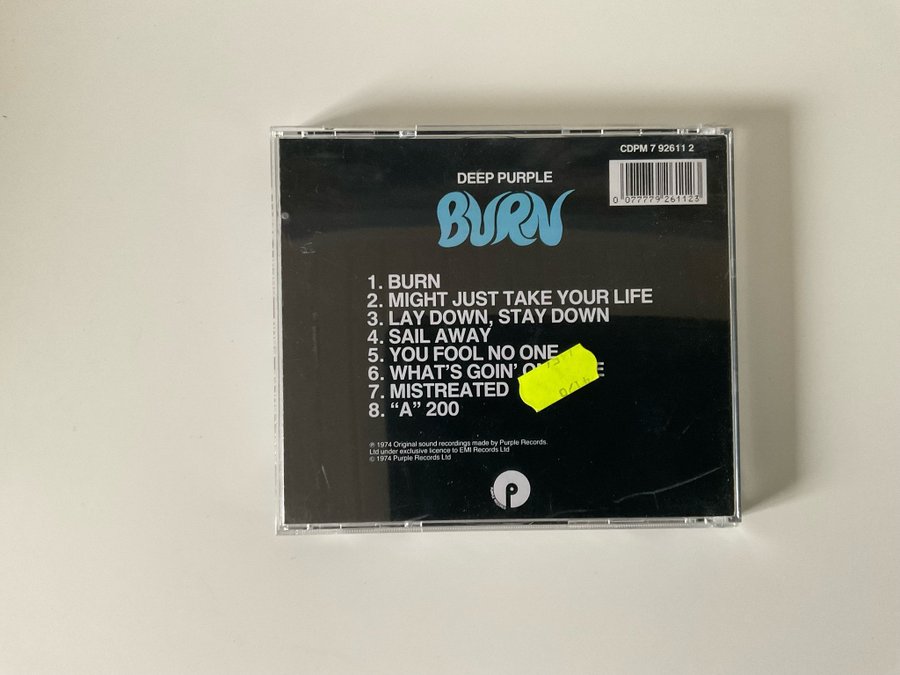 CDPM 7 92611 2
DEEP PURPLE
BURN
0 077779 261123
1. BURN
2. MIGHT JUST TAKE YOUR LIFE
3. LAY DOWN, STAY DOWN
4. SAIL AWAY
5. YOU FOOL NO ONE
6. WHAT'S GOIN'
7. MISTREATED
8. “A” 200
℗ 1974 Original sound recordings made by Purple Records.
Ltd under exclusive licence to EMI Records Ltd
© 1974 Purple Records Ltd